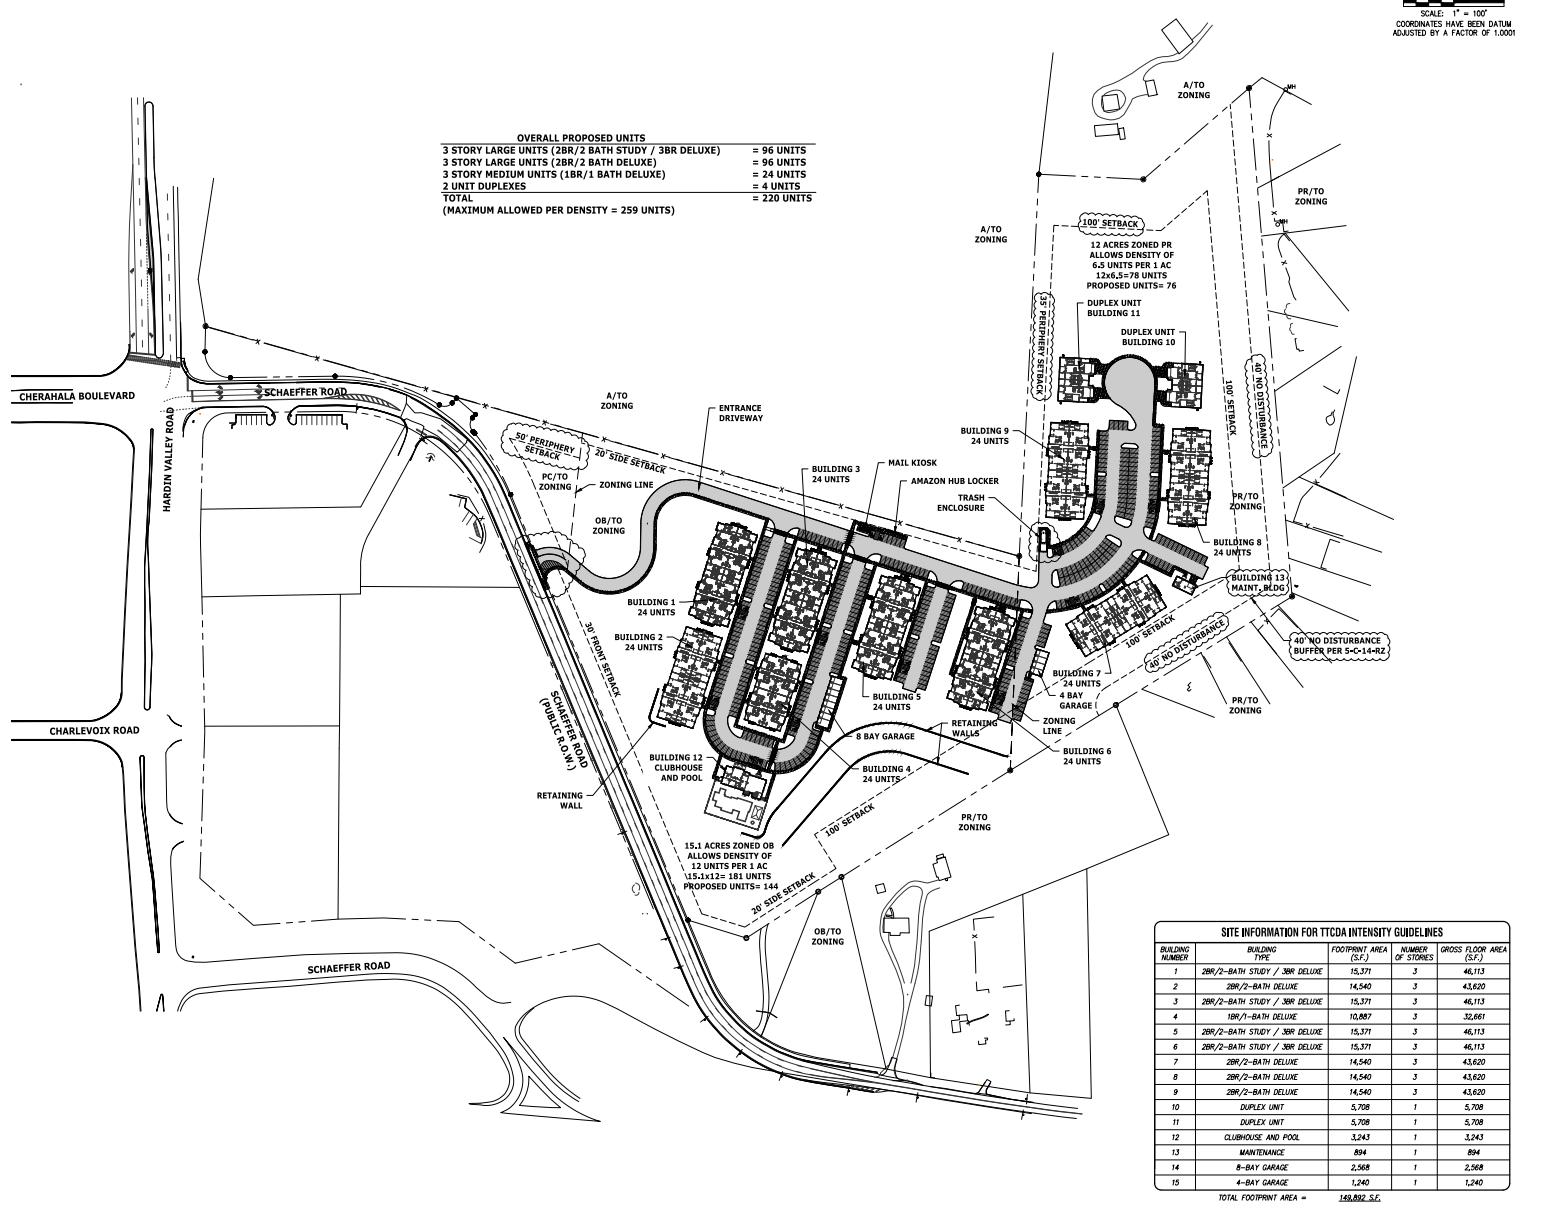 SCALE: 1" = 100'
COORDINATES HAVE BEEN DATUM
ADJUSTED BY A FACTOR OF 1.0001
OVERALL PROPOSED UNITS
3 STORY LARGE UNITS (2BR/2 BATH STUDY / 3BR DELUXE) = 96 UNITS
3 STORY LARGE UNITS (2BR/2 BATH DELUXE) = 96 UNITS
3 STORY MEDIUM UNITS (1BR/1 BATH DELUXE) = 24 UNITS
2 UNIT DUPLEXES = 4 UNITS
TOTAL = 220 UNITS
(MAXIMUM ALLOWED PER DENSITY = 259 UNITS)
A/TO
ZONING
MH
PR/TO
ZONING
MH
A/TO
ZONING
100' SETBACK
12 ACRES ZONED PR
ALLOWS DENSITY OF
6.5 UNITS PER 1 AC
12x6.5=78 UNITS
PROPOSED UNITS= 76
35' PERIPHERY SETBACK
DUPLEX UNIT
BUILDING 11
DUPLEX UNIT
BUILDING 10
100' SETBACK
40' NO DISTURBANCE
CHERAHALA BOULEVARD
SCHAEFFER ROAD
HARDIN VALLEY ROAD
A/TO
ZONING
ENTRANCE
DRIVEWAY
50' PERIPHERY
SETBACK
20' SIDE SETBACK
PC/TO
ZONING
ZONING LINE
OB/TO
ZONING
BUILDING 3
24 UNITS
MAIL KIOSK
AMAZON HUB LOCKER
TRASH
ENCLOSURE
BUILDING 9
24 UNITS
PR/TO
ZONING
BUILDING 8
24 UNITS
BUILDING 13
MAINT. BLDG
BUILDING 1
24 UNITS
BUILDING 2
24 UNITS
30' FRONT SETBACK
100' SETBACK
40' NO DISTURBANCE
40' NO DISTURBANCE
BUFFER PER 5-C-14-RZ
BUILDING 7
24 UNITS
4 BAY
GARAGE
PR/TO
ZONING
BUILDING 5
24 UNITS
ZONING
LINE
RETAINING
WALLS
8 BAY GARAGE
BUILDING 6
24 UNITS
SCHAEFFER ROAD
(PUBLIC R.O.W.)
CHARLEVOIX ROAD
BUILDING 12
CLUBHOUSE
AND POOL
BUILDING 4
24 UNITS
RETAINING
WALL
100' SETBACK
PR/TO
ZONING
15.1 ACRES ZONED OB
ALLOWS DENSITY OF
12 UNITS PER 1 AC
15.1x12= 181 UNITS
PROPOSED UNITS= 144
20' SIDE SETBACK
OB/TO
ZONING
SCHAEFFER ROAD
SITE INFORMATION FOR TTCDA INTENSITY GUIDELINES
BUILDING NUMBER BUILDING TYPE FOOTPRINT AREA (S.F.) NUMBER OF STORIES GROSS FLOOR AREA (S.F.)
1 2BR/2-BATH STUDY / 3BR DELUXE 15,371 3 46,113
2 2BR/2-BATH DELUXE 14,540 3 43,620
3 2BR/2-BATH STUDY / 3BR DELUXE 15,371 3 46,113
4 1BR/1-BATH DELUXE 10,887 3 32,661
5 2BR/2-BATH STUDY / 3BR DELUXE 15,371 3 46,113
6 2BR/2-BATH STUDY / 3BR DELUXE 15,371 3 46,113
7 2BR/2-BATH DELUXE 14,540 3 43,620
8 2BR/2-BATH DELUXE 14,540 3 43,620
9 2BR/2-BATH DELUXE 14,540 3 43,620
10 DUPLEX UNIT 5,708 1 5,708
11 DUPLEX UNIT 5,708 1 5,708
12 CLUBHOUSE AND POOL 3,243 1 3,243
13 MAINTENANCE 894 1 894
14 8-BAY GARAGE 2,568 1 2,568
15 4-BAY GARAGE 1,240 1 1,240
TOTAL FOOTPRINT AREA = 149,892 S.F.